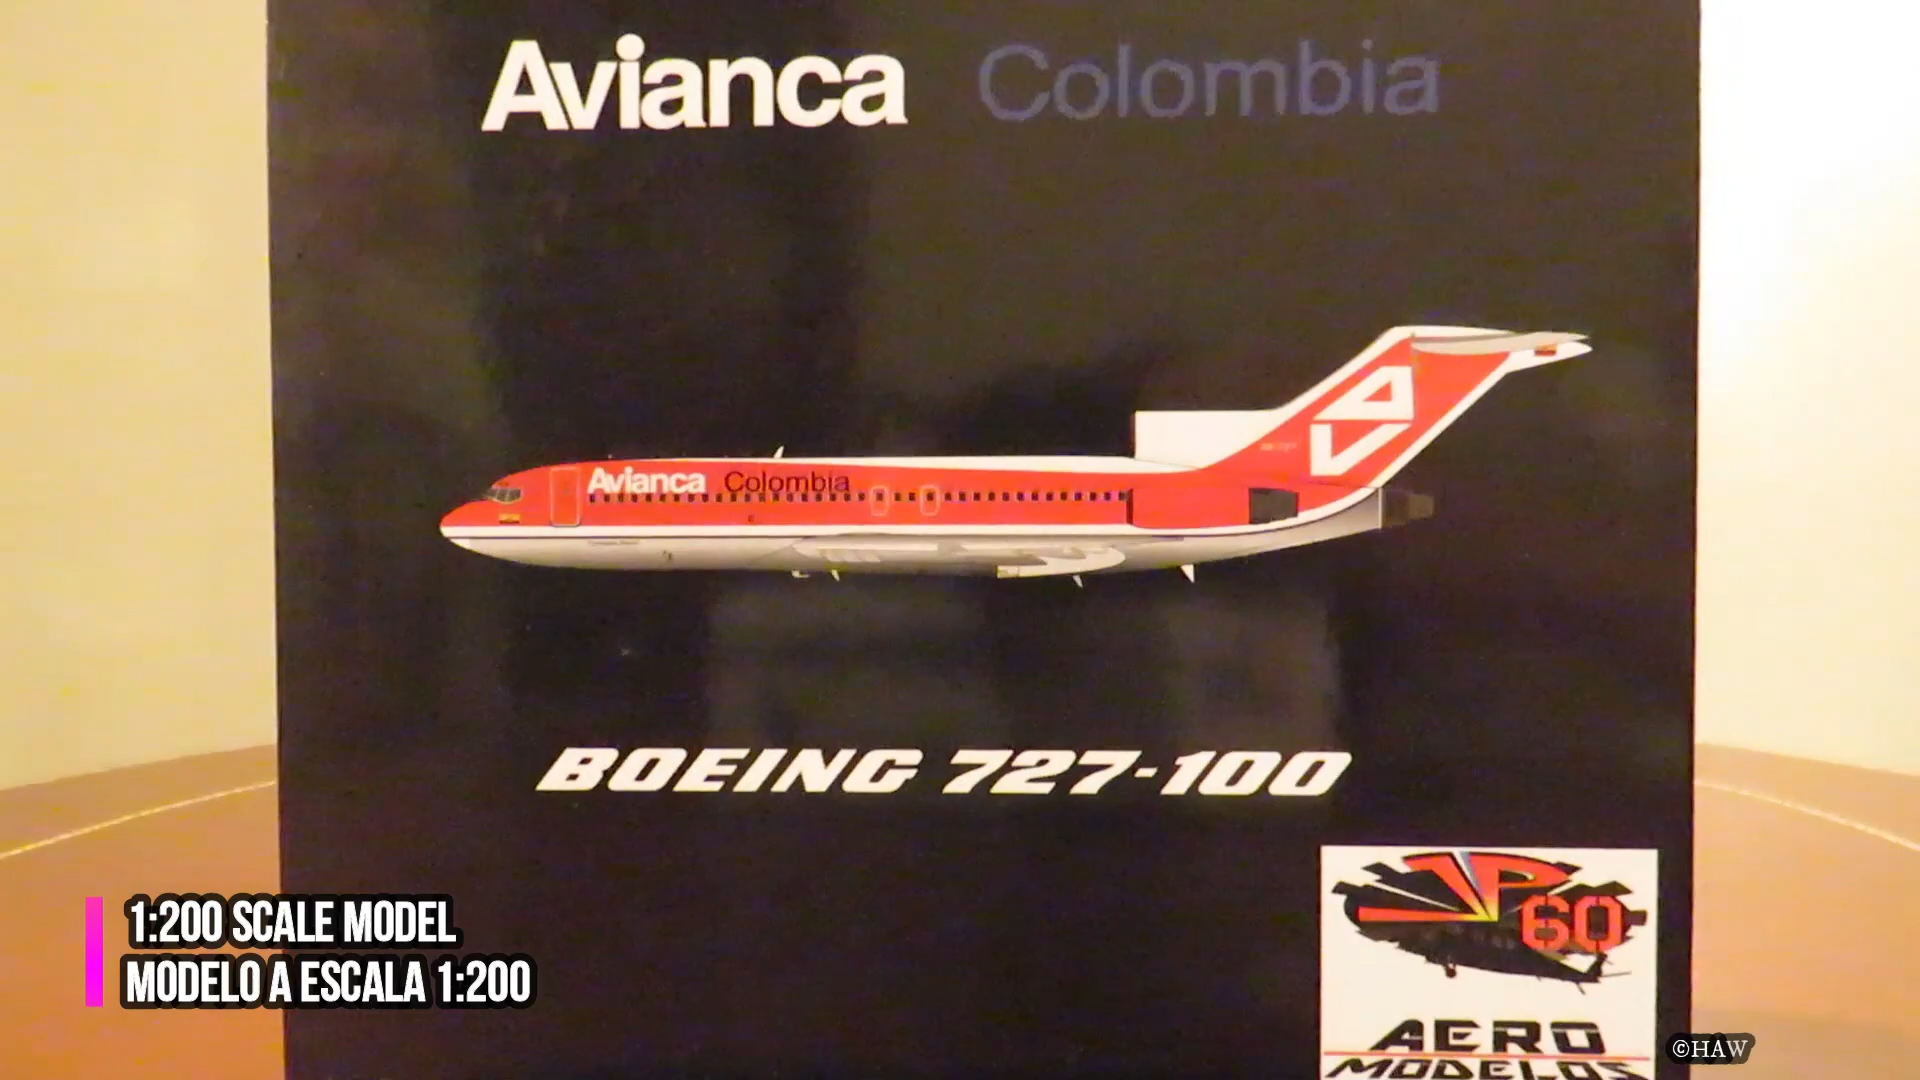 Avianca Colombia
Avianca Colombia
BOEING 727-100
JP
60
AERO
MODELOS
1:200 SCALE MODEL
MODELO A ESCALA 1:200
©HAW